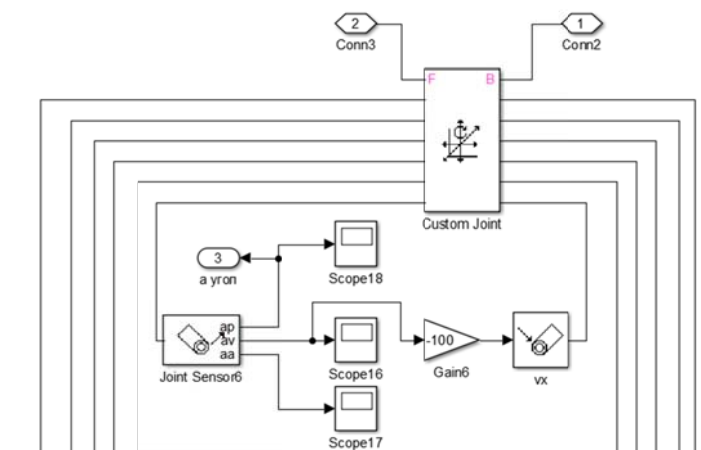 2
1
Conn3
Conn2
F
B
Custom Joint
3
a yron
Scope18
ap
av
aa
-100
Joint Sensor6
Scope16
Gain6
vx
Scope17